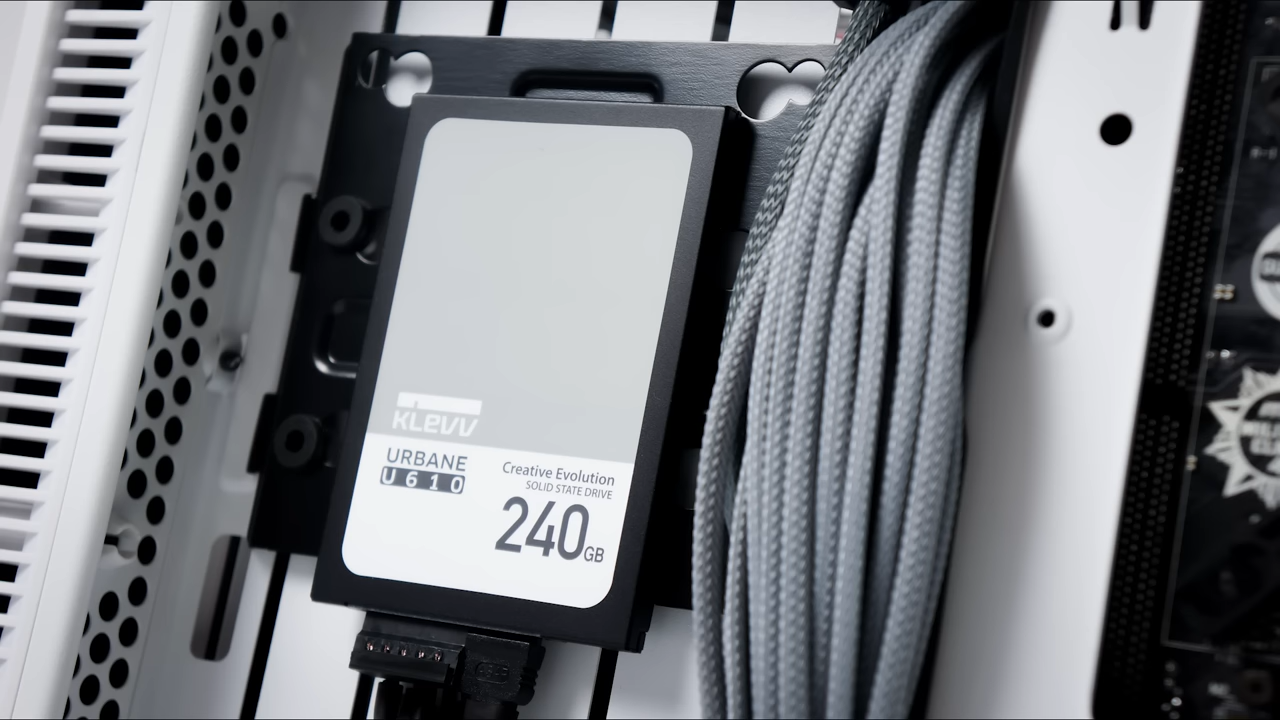 KLEVV
URBANE
U610
Creative Evolution
SOLID STATE DRIVE
240GB